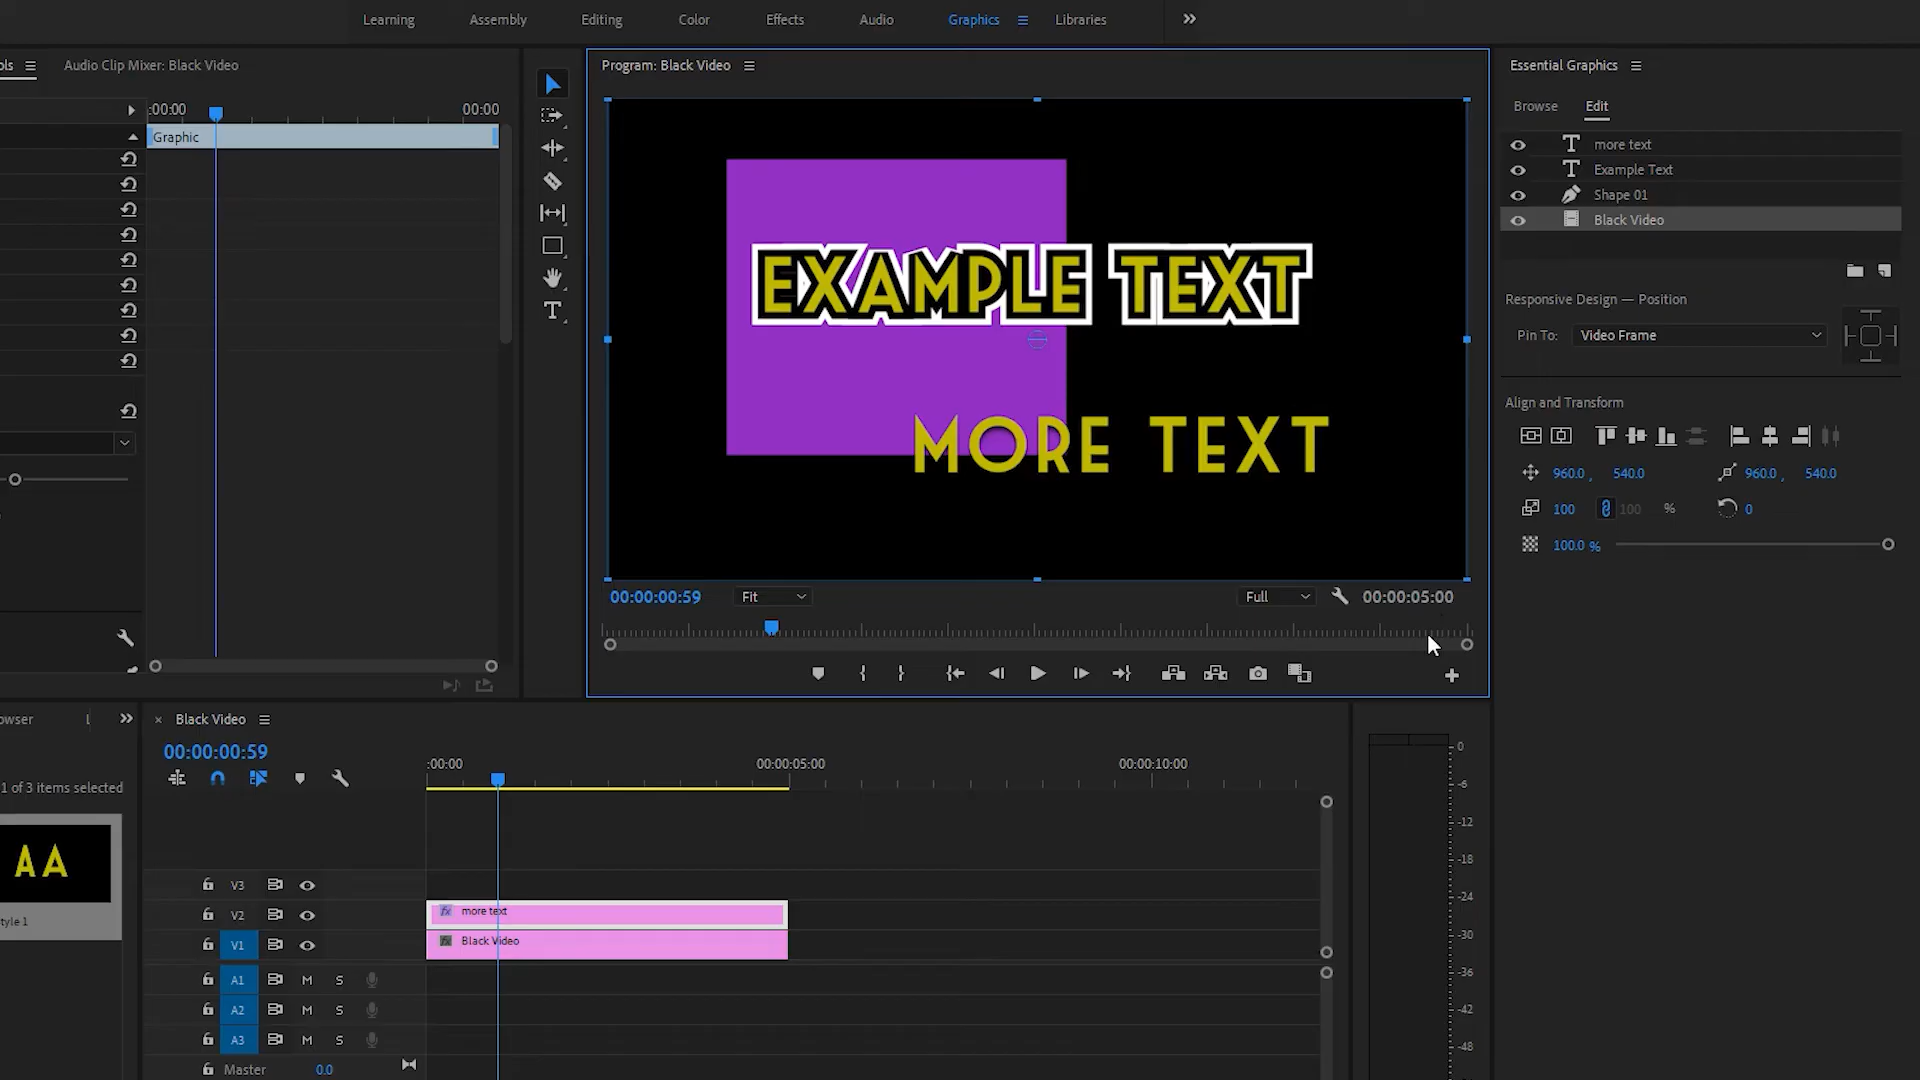 Learning Assembly Editing Color Effects Audio Graphics Libraries
ols Audio Clip Mixer: Black Video
:00:00 00:00
Graphic
Program: Black Video
EXAMPLE TEXT
MORE TEXT
00:00:00:59 Fit Full 00:00:05:00
Essential Graphics
Browse Edit
more text
Example Text
Shape 01
Black Video
Responsive Design — Position
Pin To: Video Frame
Align and Transform
960.0 , 540.0 960.0 , 540.0
100 100 % 0
100.0 %
owser
1 of 3 items selected
AA
tyle 1
× Black Video
00:00:00:59
:00:00 00:00:05:00 00:00:10:00
V3
V2 fx more text
V1 fx Black Video
A1 M S
A2 M S
A3 M S
Master 0.0
0
-6
-12
-18
-24
-30
-36
-42
-48